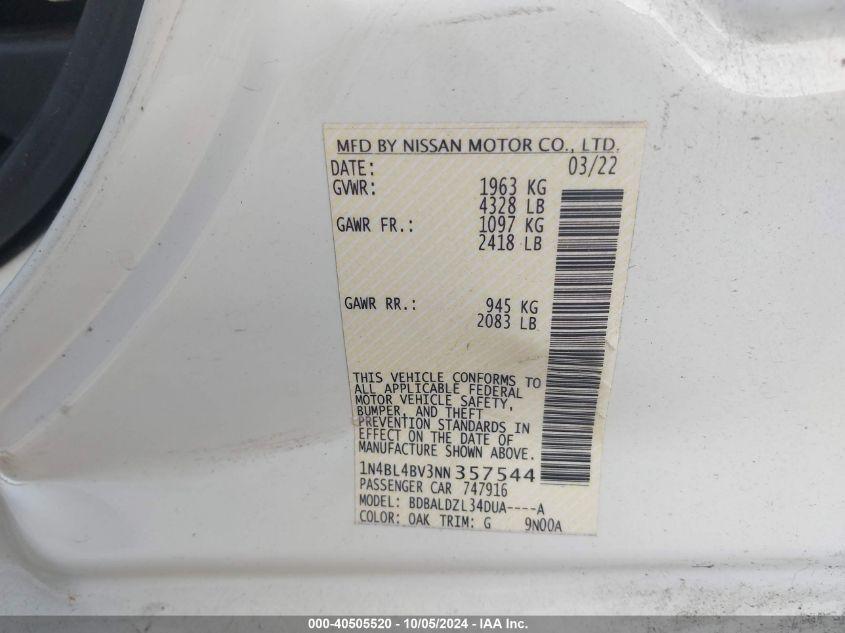 MFD BY NISSAN MOTOR CO., LTD.
DATE: 03/22
GVWR: 1963 KG
4328 LB
GAWR FR.: 1097 KG
2418 LB
GAWR RR.: 945 KG
2083 LB
THIS VEHICLE CONFORMS TO
ALL APPLICABLE FEDERAL
MOTOR VEHICLE SAFETY,
BUMPER, AND THEFT
PREVENTION STANDARDS IN
EFFECT ON THE DATE OF
MANUFACTURE SHOWN ABOVE.
1N4BL4BV3NN357544
PASSENGER CAR 747916
MODEL: BDBALDZL34DUA----A
COLOR: OAK TRIM: G 9N00A
000-40505520 - 10/05/2024 - IAA Inc.